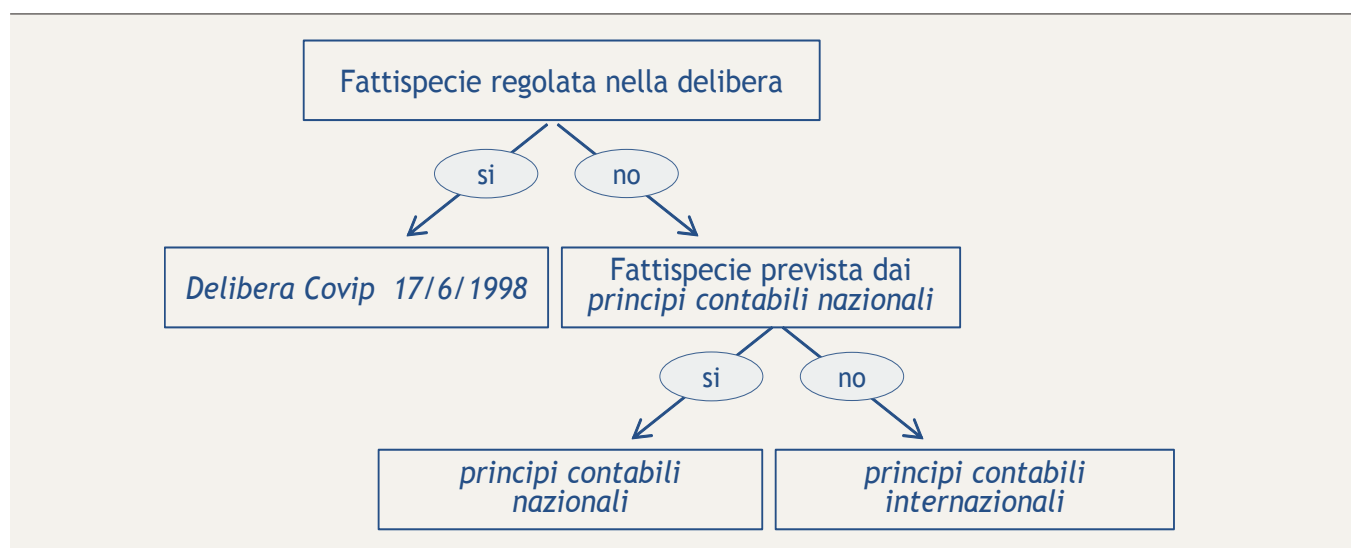 Fattispecie regolata nella delibera
si
no
Delibera Covip 17/6/1998
Fattispecie prevista dai
principi contabili nazionali
si
no
principi contabili
nazionali
principi contabili
internazionali